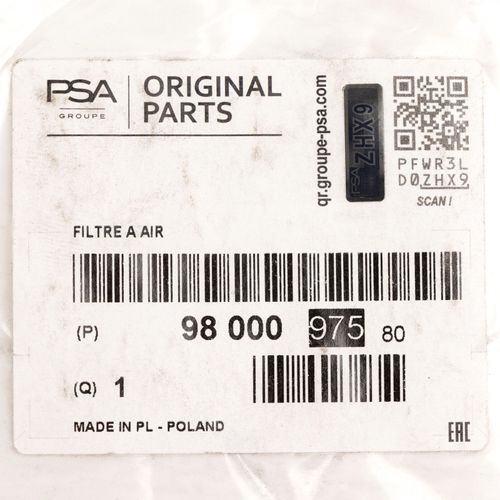 PSA
GROUPE
ORIGINAL
PARTS
qr.groupe-psa.com
PSA ZHX9
PFWR3L
D0ZHX9
SCAN!
FILTRE A AIR
(P) 98 000 975 80
(Q) 1
MADE IN PL - POLAND
EAC